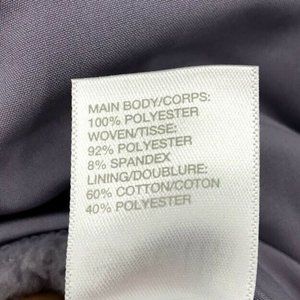 MAIN BODY/CORPS:
100% POLYESTER
WOVEN/TISSE:
92% POLYESTER
8% SPANDEX
LINING/DOUBLURE:
60% COTTON/COTON
40% POLYESTER